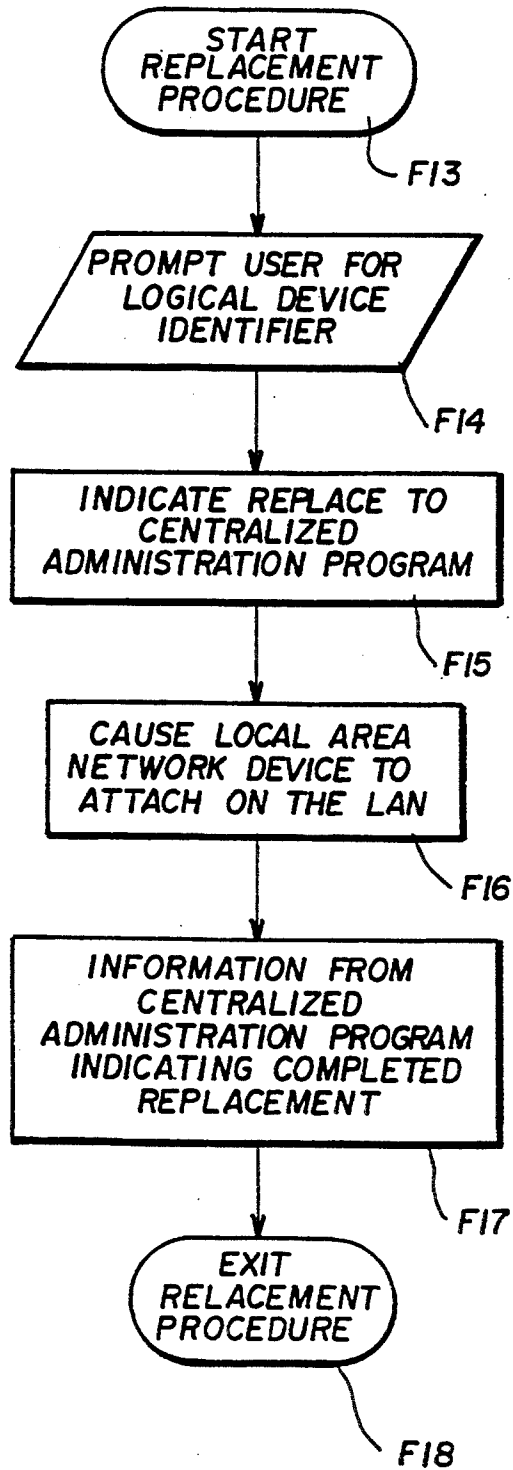 START
REPLACEMENT
PROCEDURE
F13
PROMPT USER FOR
LOGICAL DEVICE
IDENTIFIER
F14
INDICATE REPLACE TO
CENTRALIZED
ADMINISTRATION PROGRAM
F15
CAUSE LOCAL AREA
NETWORK DEVICE TO
ATTACH ON THE LAN
F16
INFORMATION FROM
CENTRALIZED
ADMINISTRATION PROGRAM
INDICATING COMPLETED
REPLACEMENT
F17
EXIT
RELACEMENT
PROCEDURE
F18